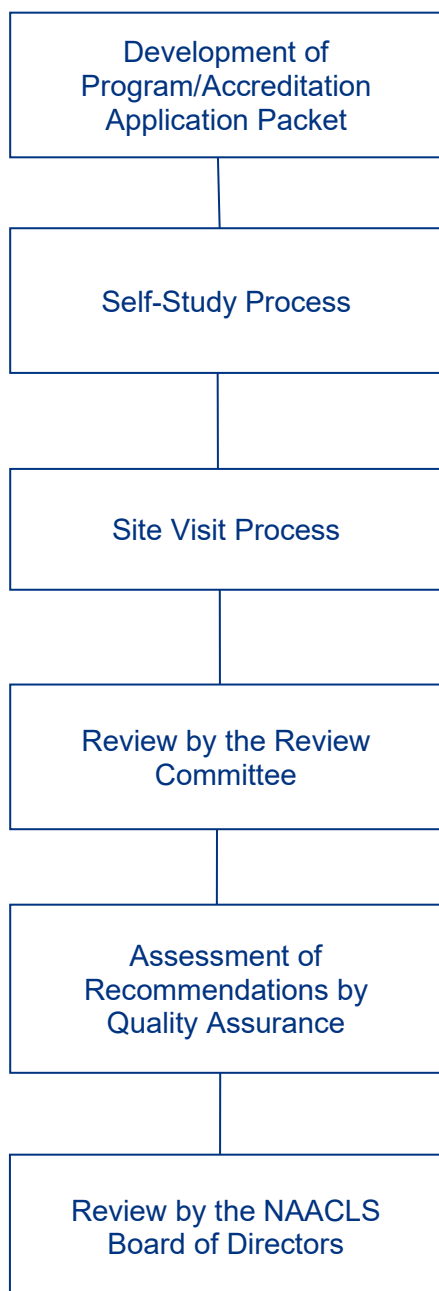 Development of
Program/Accreditation
Application Packet
Self-Study Process
Site Visit Process
Review by the Review
Committee
Assessment of
Recommendations by
Quality Assurance
Review by the NAACLS
Board of Directors